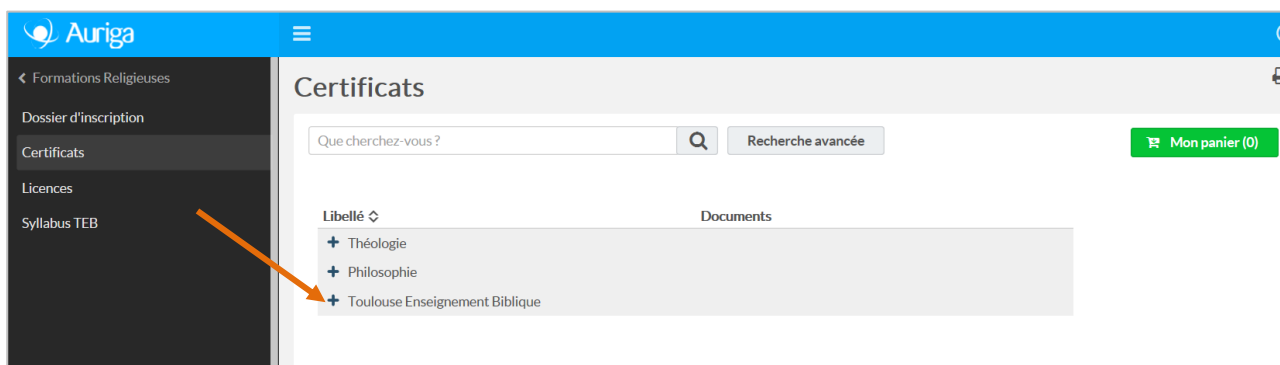 Auriga
Formations Religieuses
Dossier d'inscription
Certificats
Licences
Syllabus TEB
Certificats
Que cherchez-vous ?
Recherche avancée
Mon panier (0)
Libellé Documents
Théologie
Philosophie
Toulouse Enseignement Biblique